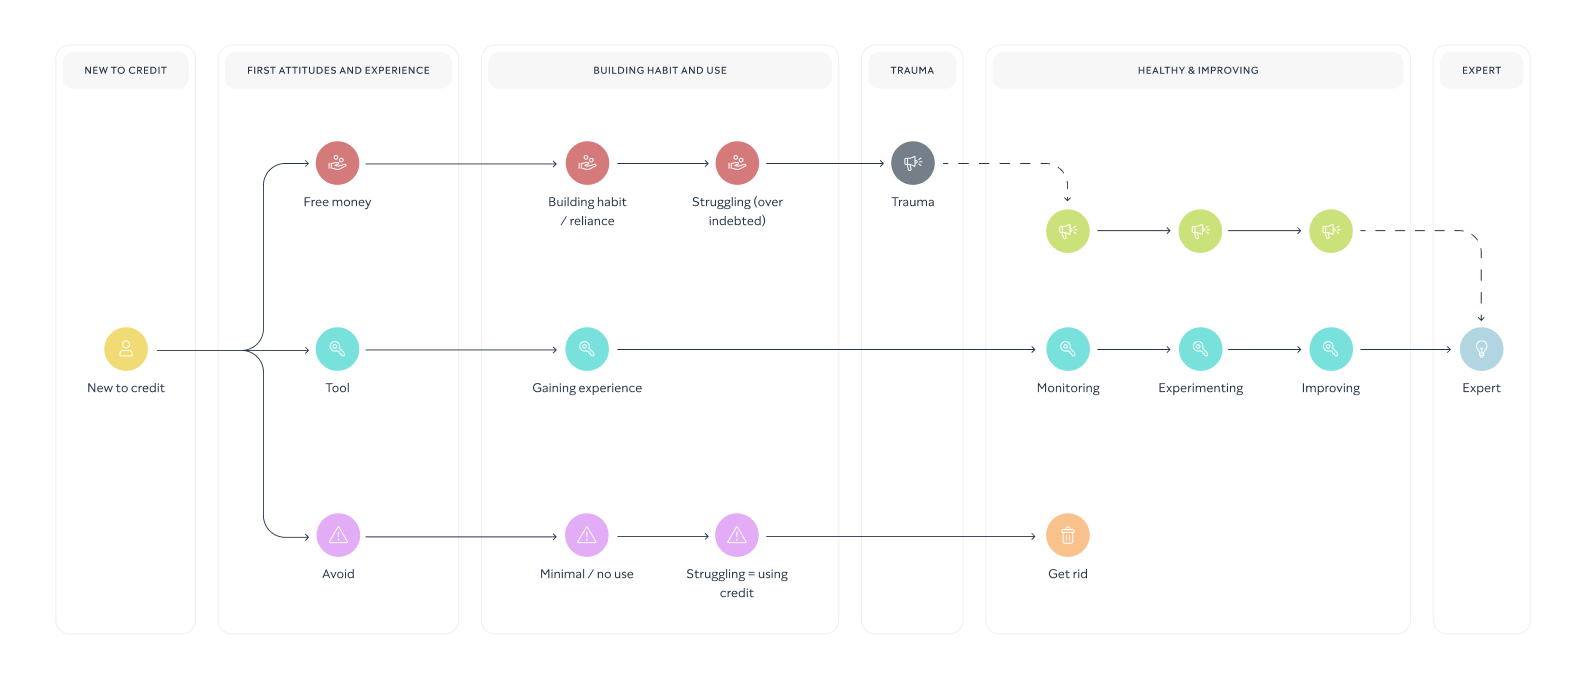 NEW TO CREDIT
FIRST ATTITUDES AND EXPERIENCE
BUILDING HABIT AND USE
TRAUMA
HEALTHY & IMPROVING
EXPERT
Free money
Building habit
/ reliance
Struggling (over
indebted)
Trauma
New to credit
Tool
Gaining experience
Monitoring
Experimenting
Improving
Expert
Avoid
Minimal / no use
Struggling = using
credit
Get rid